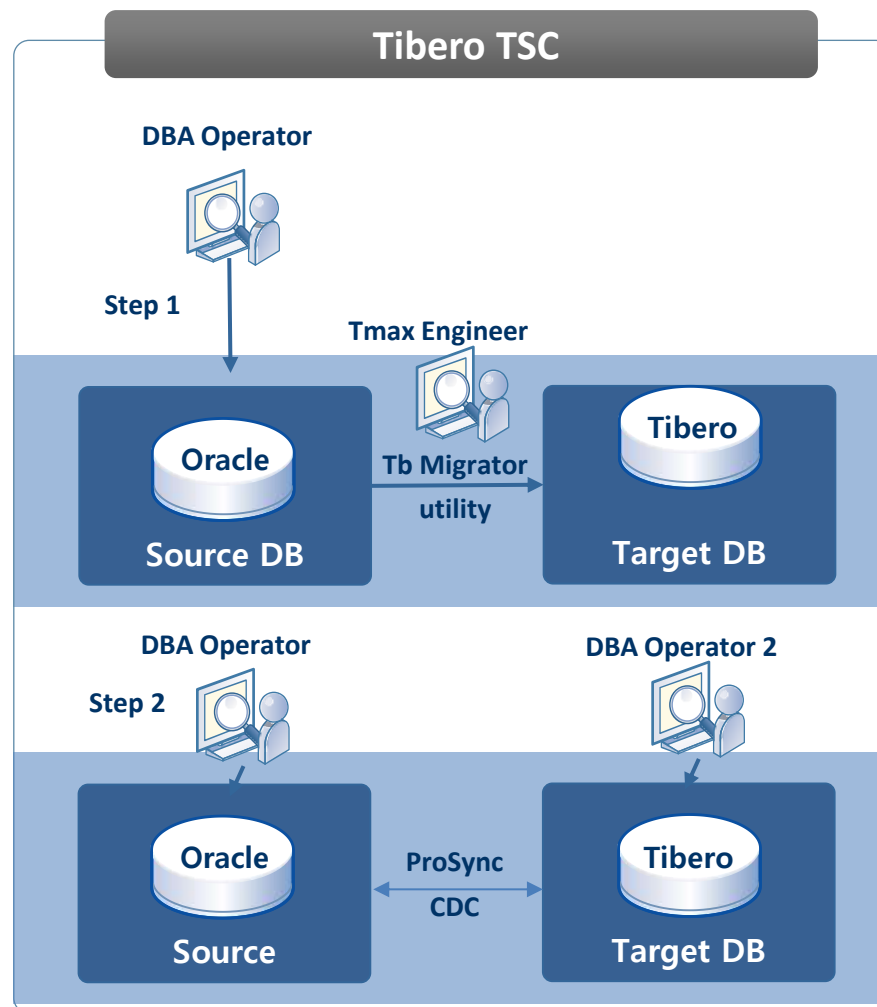 Tibero TSC
DBA Operator
Step 1
Tmax Engineer
Oracle
Tibero
Tb Migrator
utility
Source DB
Target DB
DBA Operator
DBA Operator 2
Step 2
Oracle
ProSync
Tibero
CDC
Source
Target DB